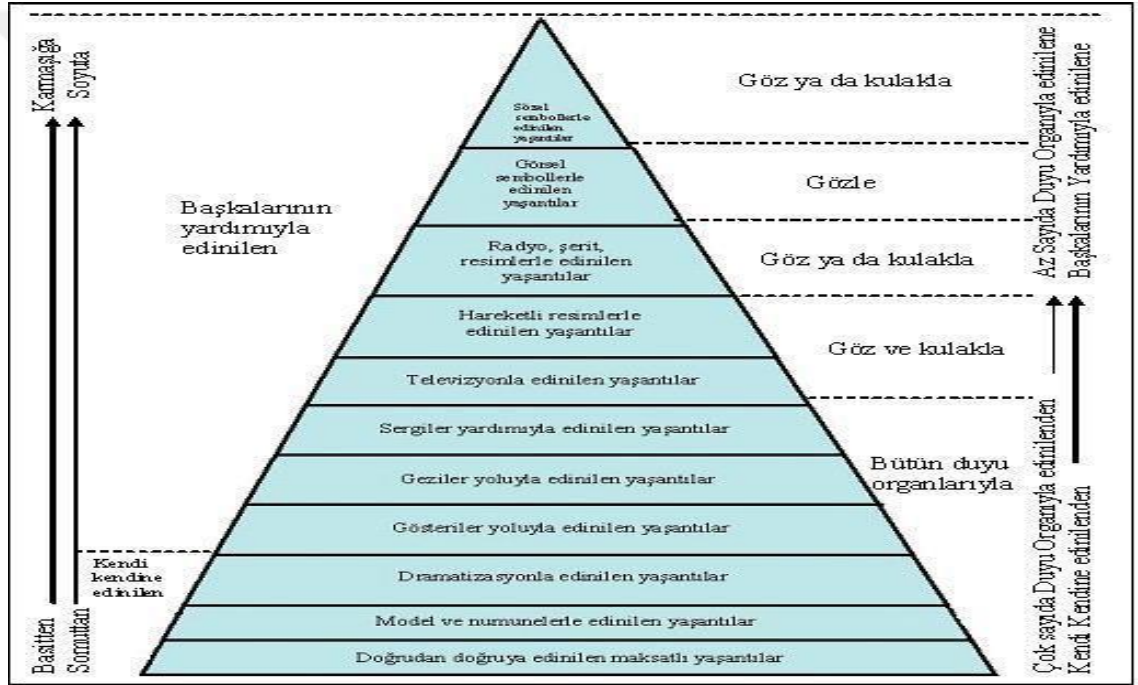 Karmaşığa
Soyuta
Basitten
Somuttan
Başkalarının
yardımıyla
edinilen
Kendi
kendine
edinilen
Sözel
sembollerle
edinilen
yaşantılar
Görsel
sembollerle
edinilen
yaşantılar
Radyo, şerit,
resimlerle edinilen
yaşantılar
Hareketli resimlerle
edinilen yaşantılar
Televizyonla edinilen yaşantılar
Sergiler yardımıyla edinilen yaşantılar
Geziler yoluyla edinilen yaşantılar
Gösteriler yoluyla edinilen yaşantılar
Dramatizasyonla edinilen yaşantılar
Model ve numunelerle edinilen yaşantılar
Doğrudan doğruya edinilen maksatlı yaşantılar
Göz ya da kulakla
Gözle
Göz ya da kulakla
Göz ve kulakla
Bütün duyu
organlarıyla
Az Sayıda Duyu Organıyla edinilene
Başkalarının Yardımıyla edinilene
Çok sayıda Duyu Organıyla edinilenden
Kendi Kendine edinilenden